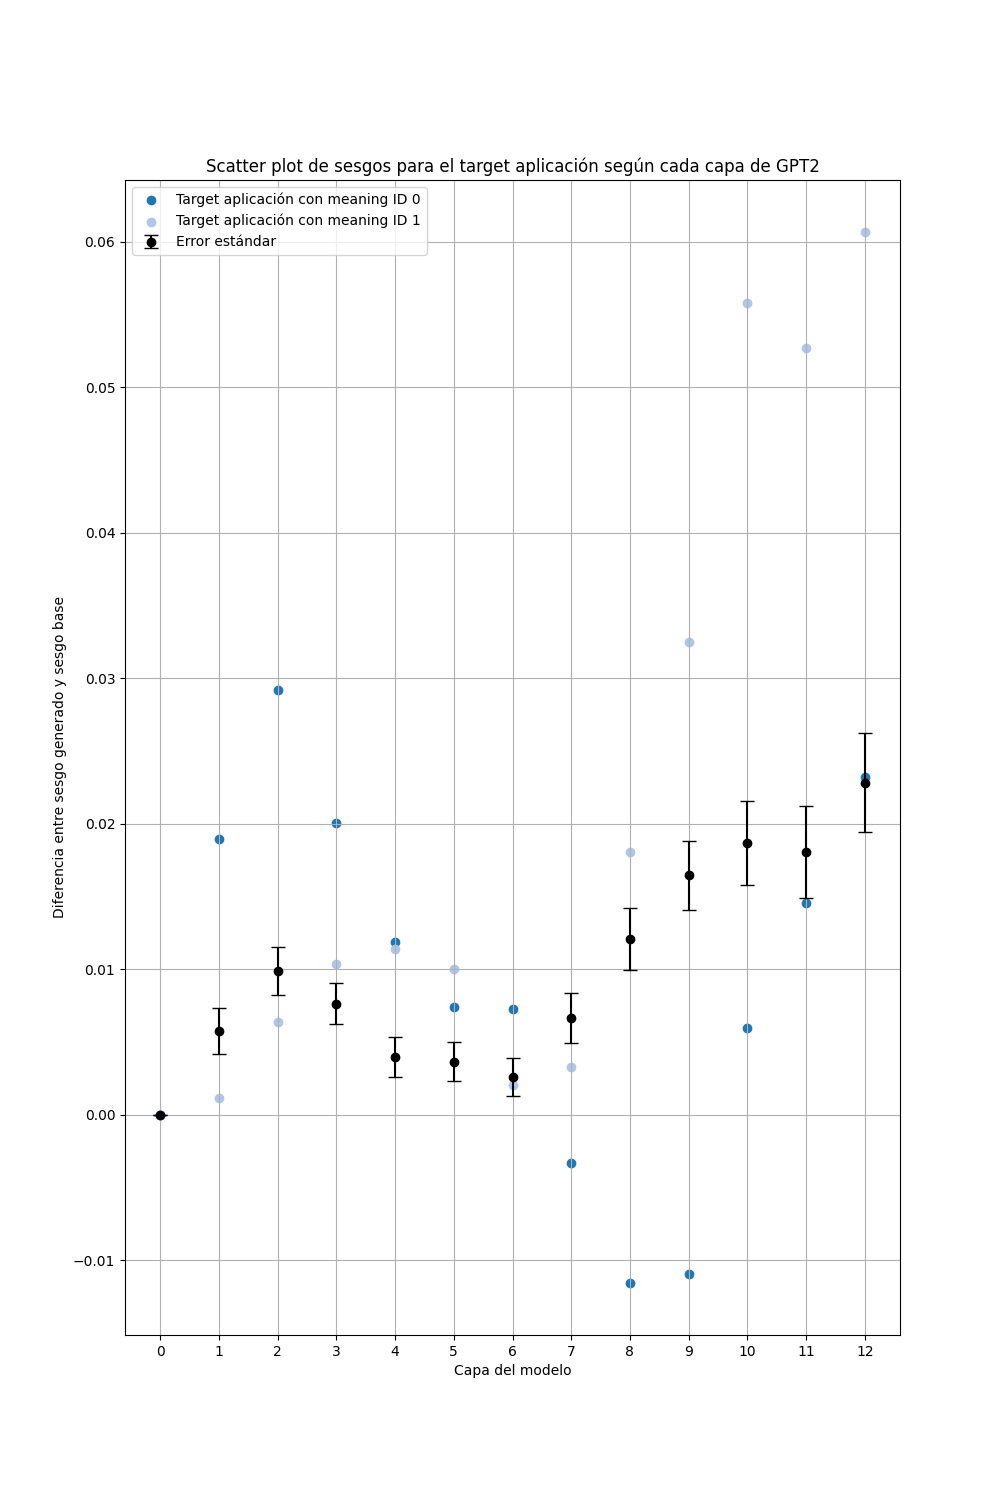 Scatter plot de sesgos para el target aplicación según cada capa de GPT2
Target aplicación con meaning ID 0
Target aplicación con meaning ID 1
Error estándar
0.06
0.05
0.04
0.03
0.02
0.01
0.00
−0.01
Diferencia entre sesgo generado y sesgo base
0 1 2 3 4 5 6 7 8 9 10 11 12
Capa del modelo